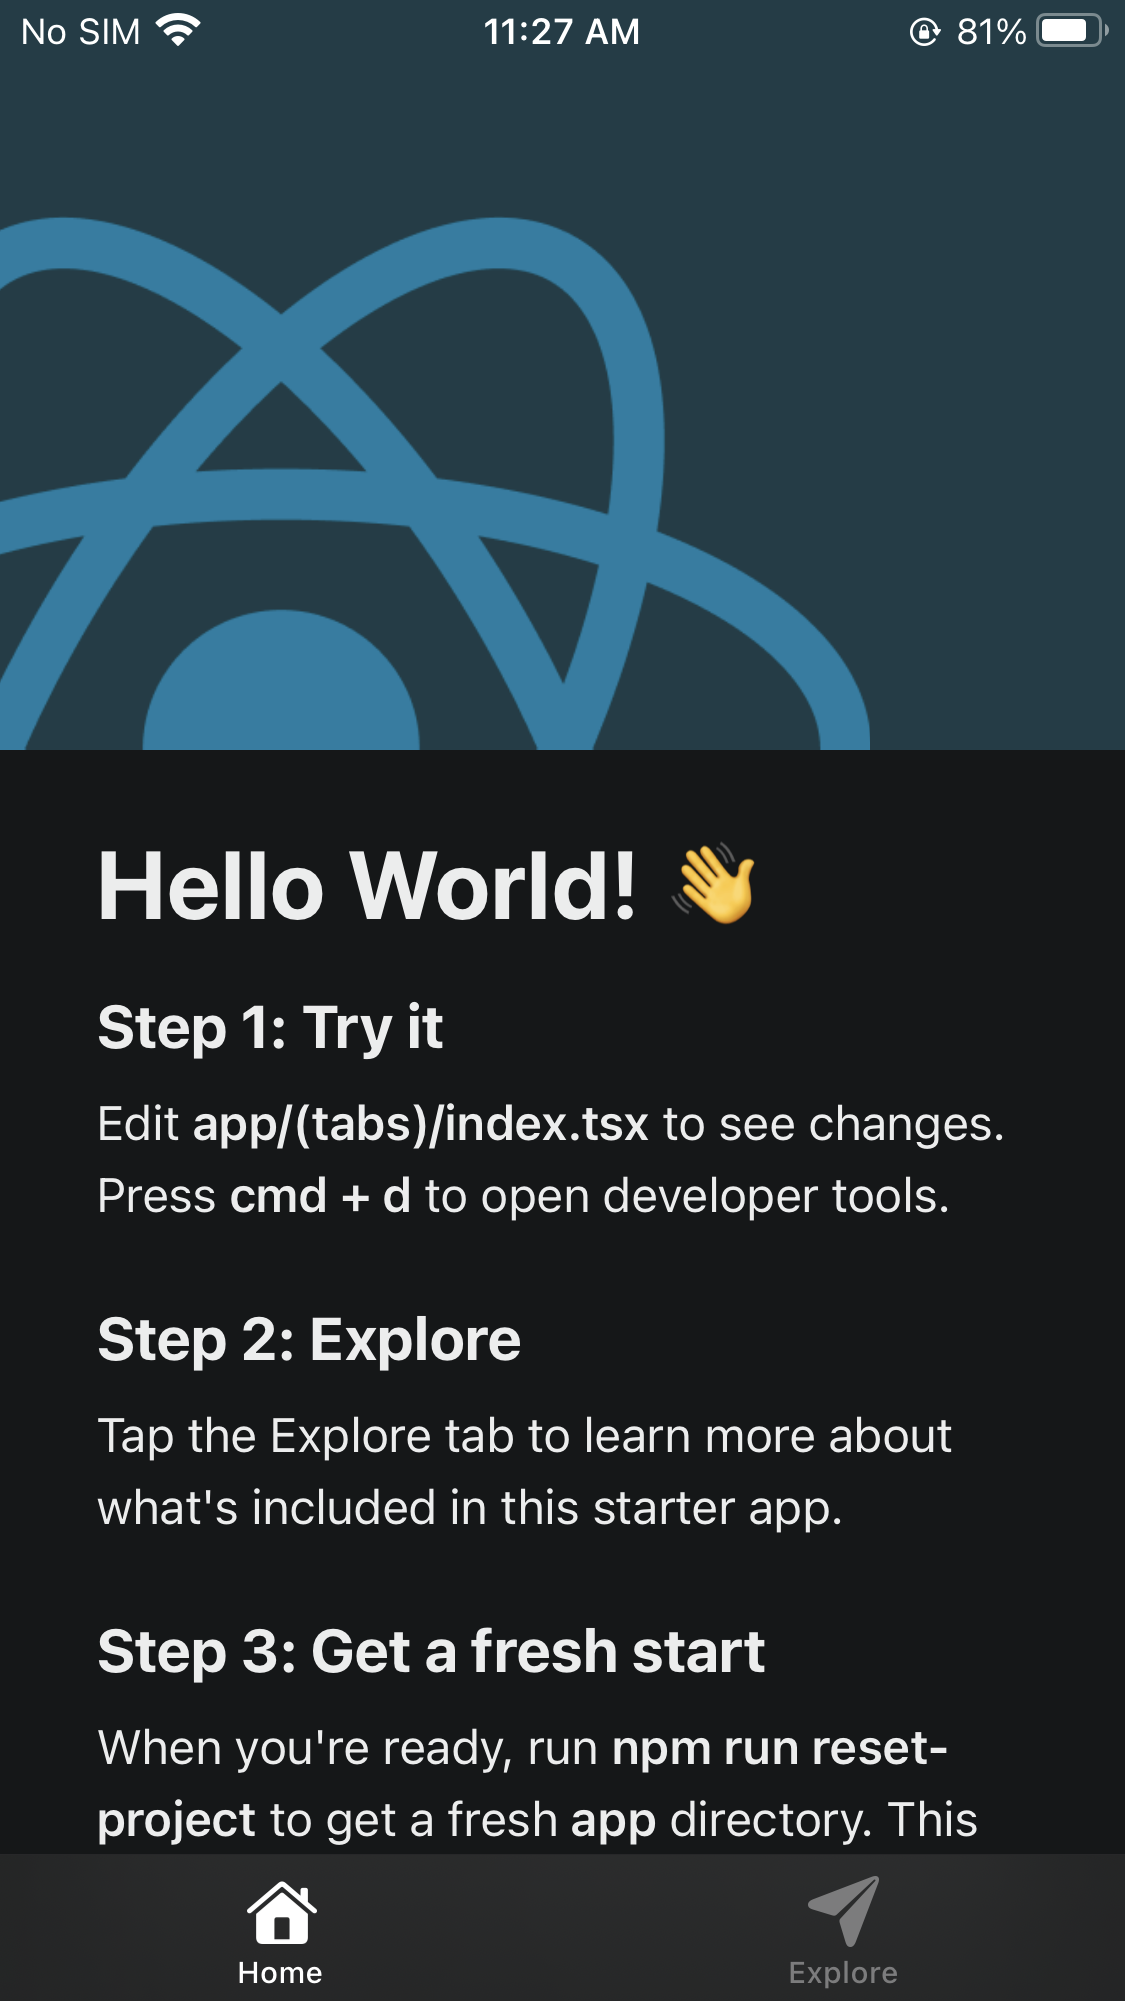 No SIM 11:27 AM 81%
Hello World! 👋
Step 1: Try it
Edit app/(tabs)/index.tsx to see changes.
Press cmd + d to open developer tools.
Step 2: Explore
Tap the Explore tab to learn more about
what's included in this starter app.
Step 3: Get a fresh start
When you're ready, run npm run reset-
project to get a fresh app directory. This
Home Explore